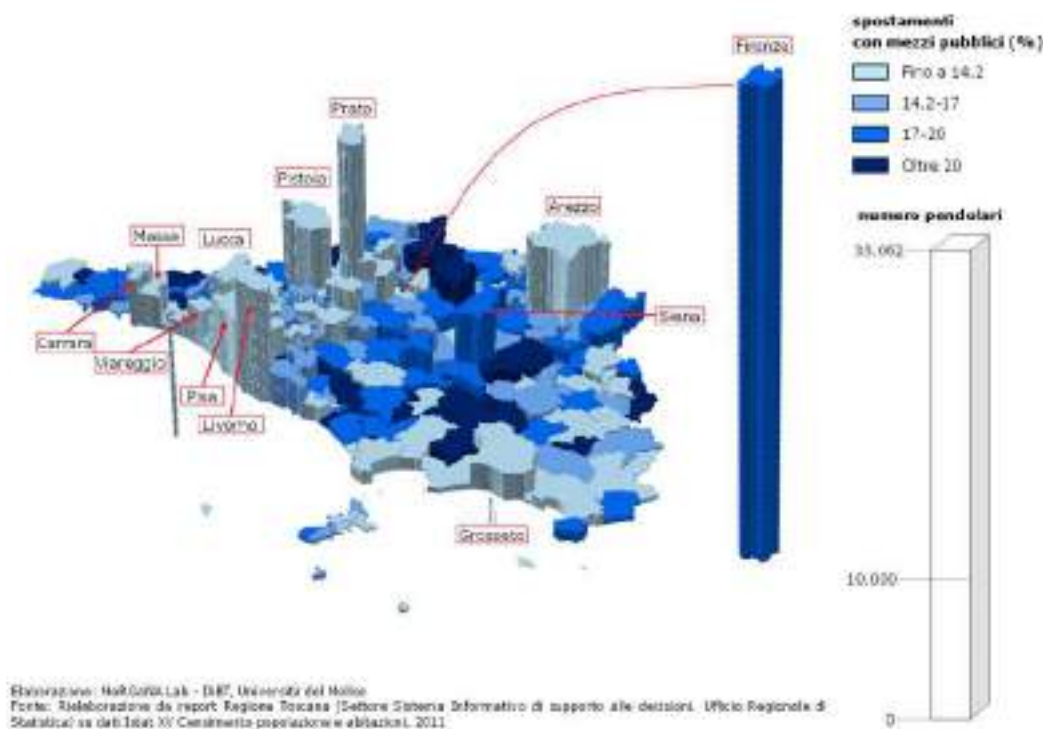 spostamenti
con mezzi pubblici (%)
Fino a 14.2
14.2-17
17-20
Oltre 20
numero pendolari
10.000
0
Firenze
Prato
Pistoia
Arezzo
Massa
Lucca
Siena
Carrara
Viareggio
Pisa
Livorno
Grosseto
Elaborazione: MoRGANA Lab - DiBT, Università del Molise
Fonte: Rielaborazione da report Regione Toscana (Settore Sistema Informativo di supporto alle decisioni. Ufficio Regionale di
Statistica) su dati Istat XV Censimento popolazione e abitazioni, 2011